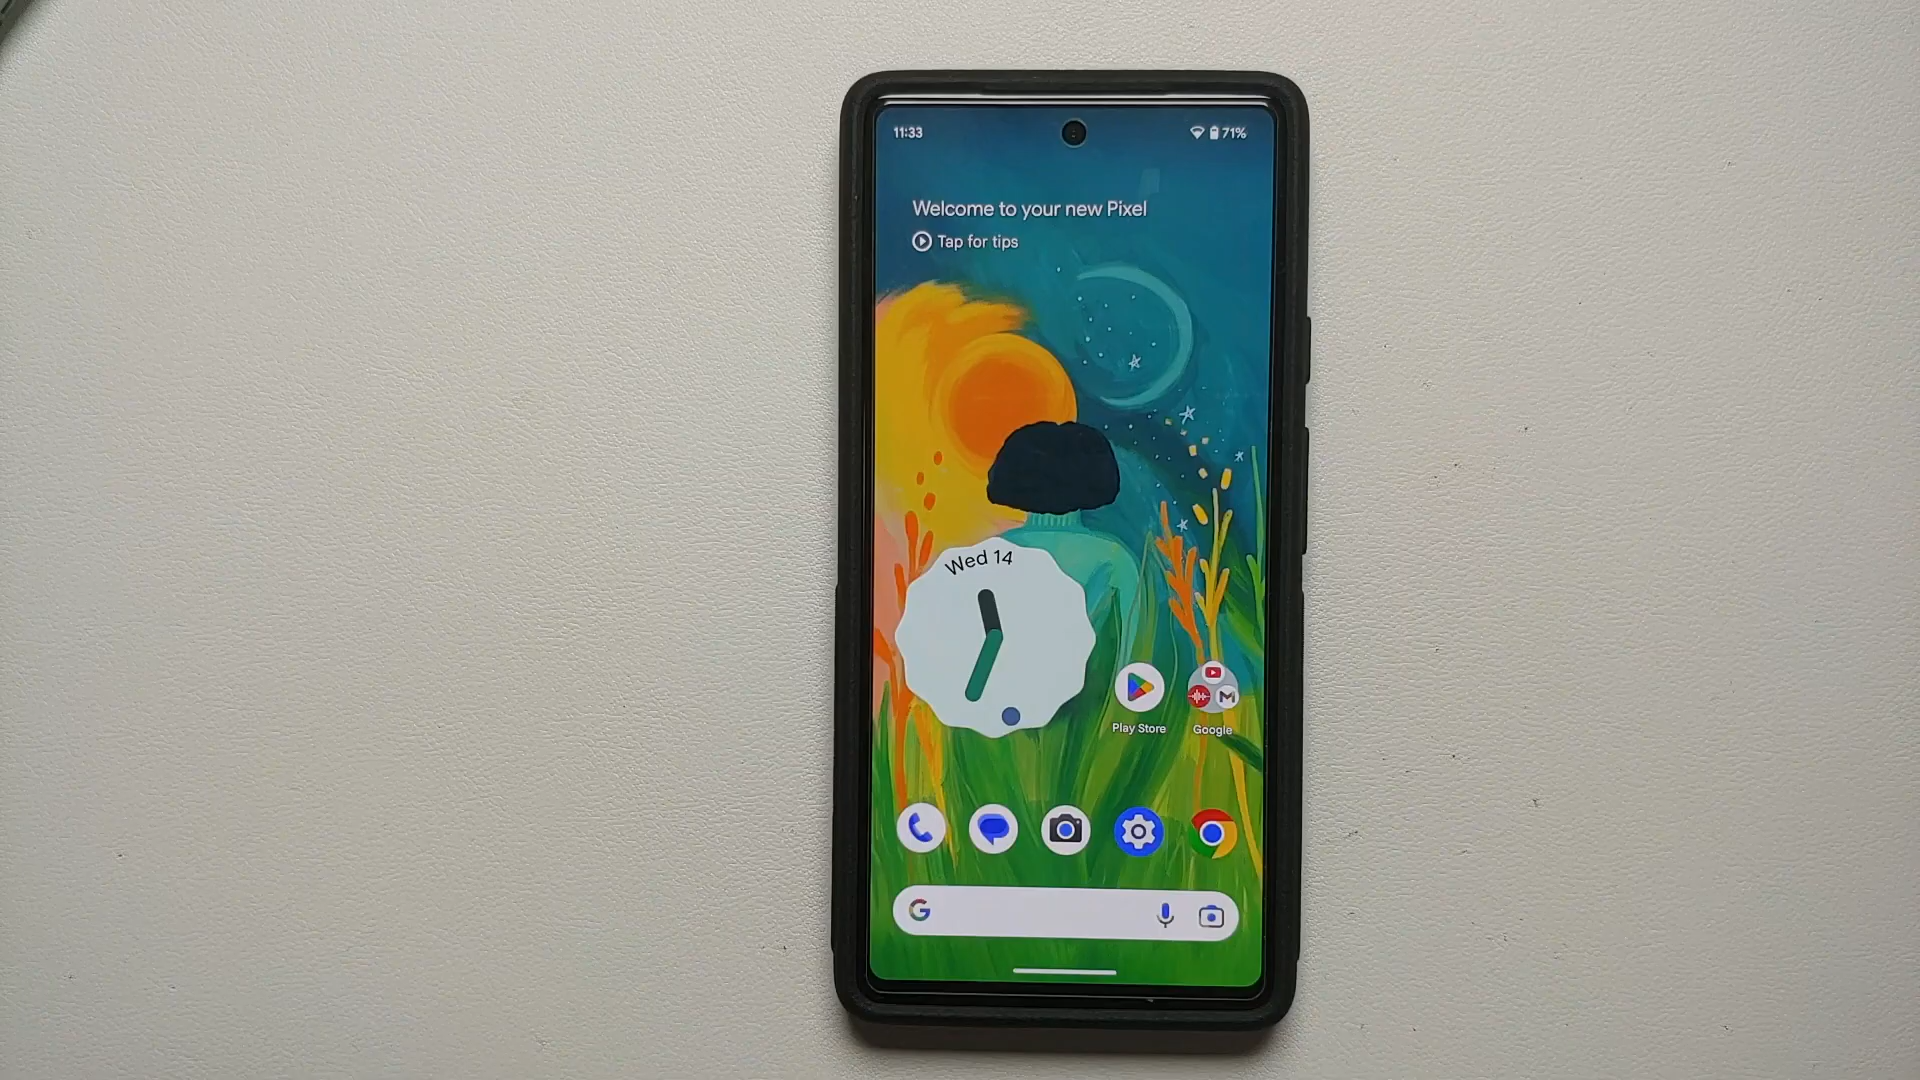 11:33
71%
Welcome to your new Pixel
Tap for tips
Wed 14
Play Store
Google